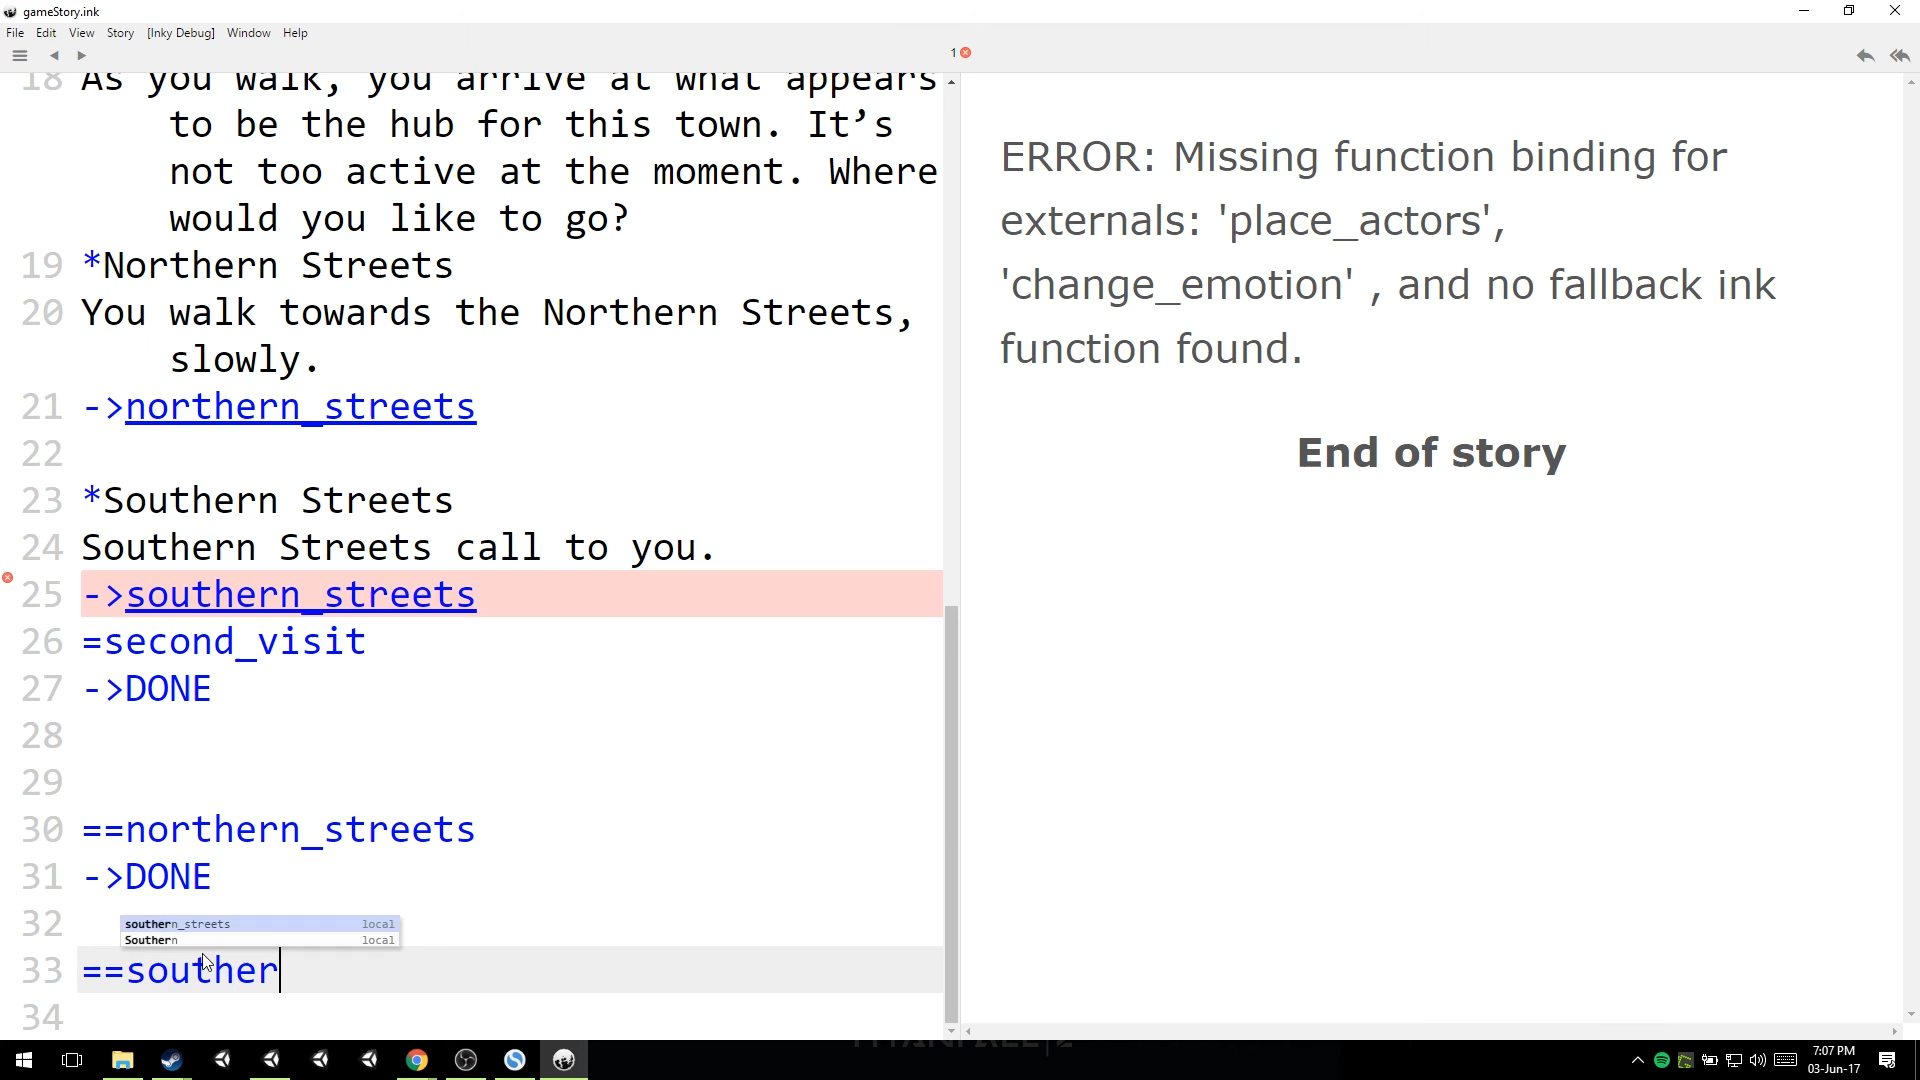 gameStory.ink
File Edit View Story [Inky Debug] Window Help
1
18 As you walk, you arrive at what appears
to be the hub for this town. It’s
not too active at the moment. Where
would you like to go?
19 *Northern Streets
20 You walk towards the Northern Streets,
slowly.
21 ->northern_streets
22
23 *Southern Streets
24 Southern Streets call to you.
25 ->southern_streets
26 =second_visit
27 ->DONE
28
29
30 ==northern_streets
31 ->DONE
32
southern_streets local
Southern local
33 ==souther
34
ERROR: Missing function binding for
externals: 'place_actors',
'change_emotion' , and no fallback ink
function found.
End of story
7:07 PM
03-Jun-17